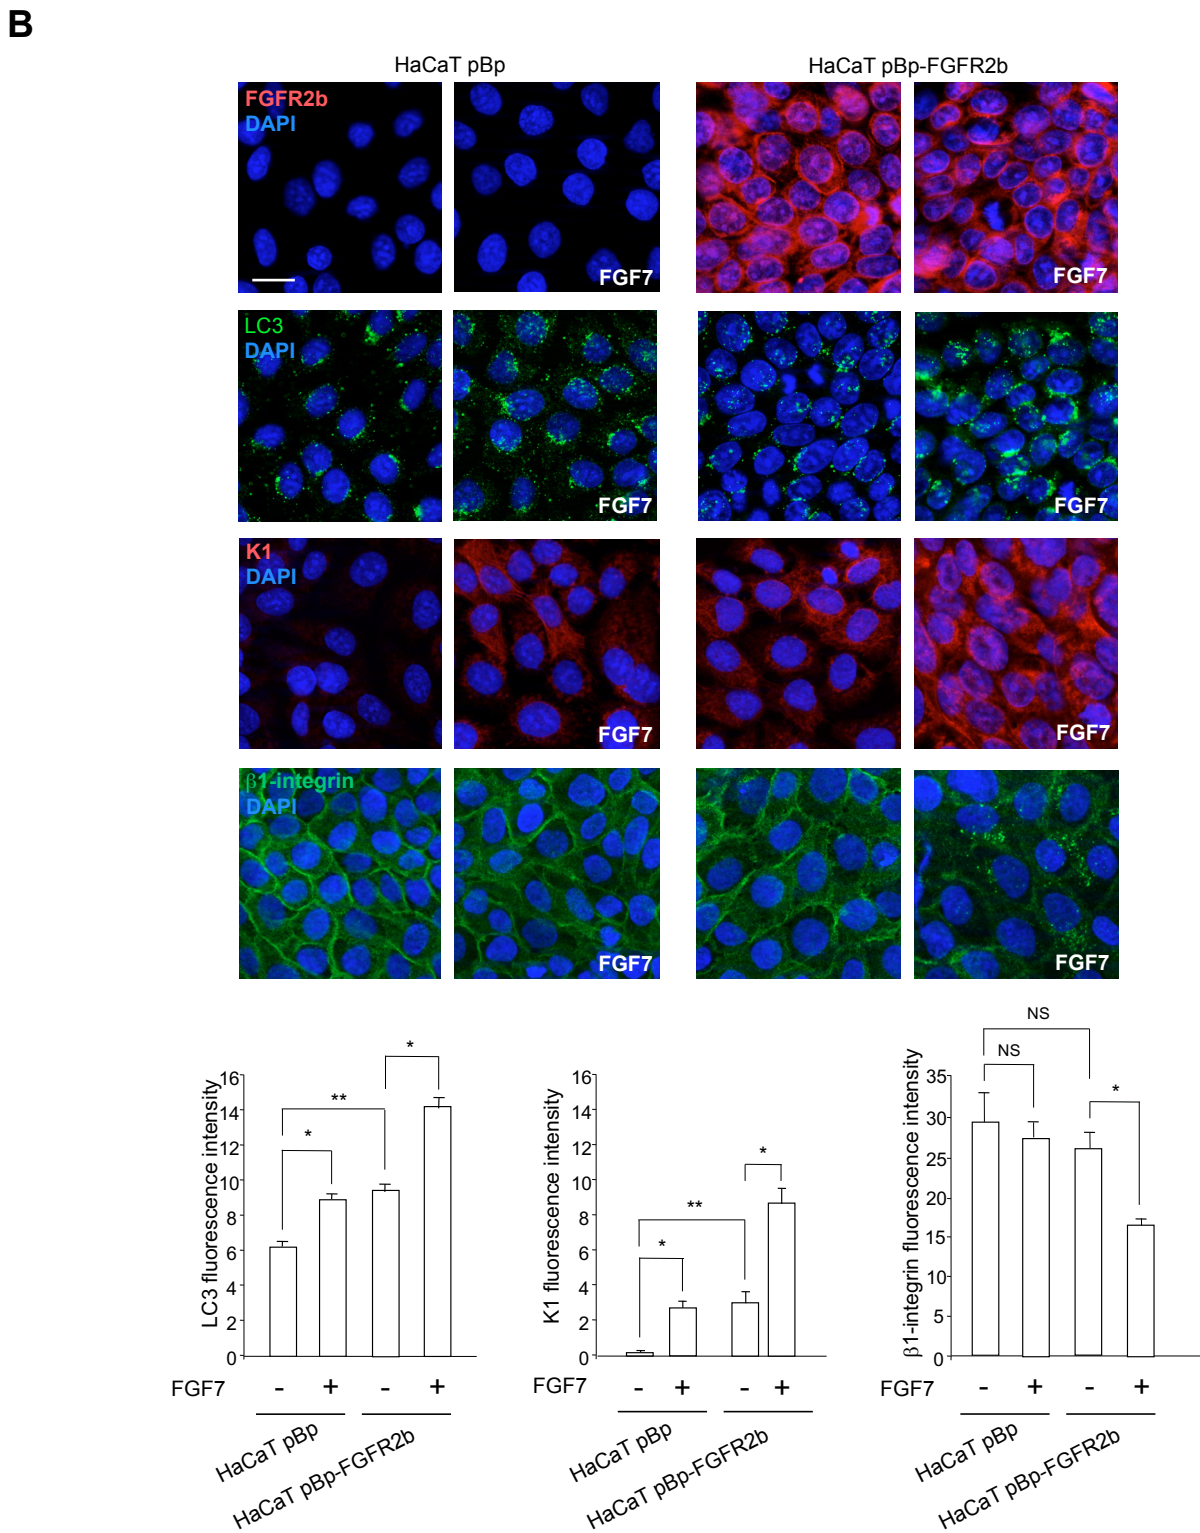 B
HaCaT pBp
HaCaT pBp-FGFR2b
FGFR2b
DAPI
FGF7
FGF7
LC3
DAPI
FGF7
FGF7
K1
DAPI
FGF7
FGF7
β1-integrin
DAPI
FGF7
FGF7
LC3 fluorescence intensity
16
14
12
10
8
6
4
2
0
*
**
*
FGF7
- + - +
HaCaT pBp
HaCaT pBp-FGFR2b
K1 fluorescence intensity
16
14
12
10
8
6
4
2
0
*
**
*
FGF7
- + - +
HaCaT pBp
HaCaT pBp-FGFR2b
β1-integrin fluorescence intensity
35
30
25
20
15
10
5
0
NS
NS
*
FGF7
- + - +
HaCaT pBp
HaCaT pBp-FGFR2b